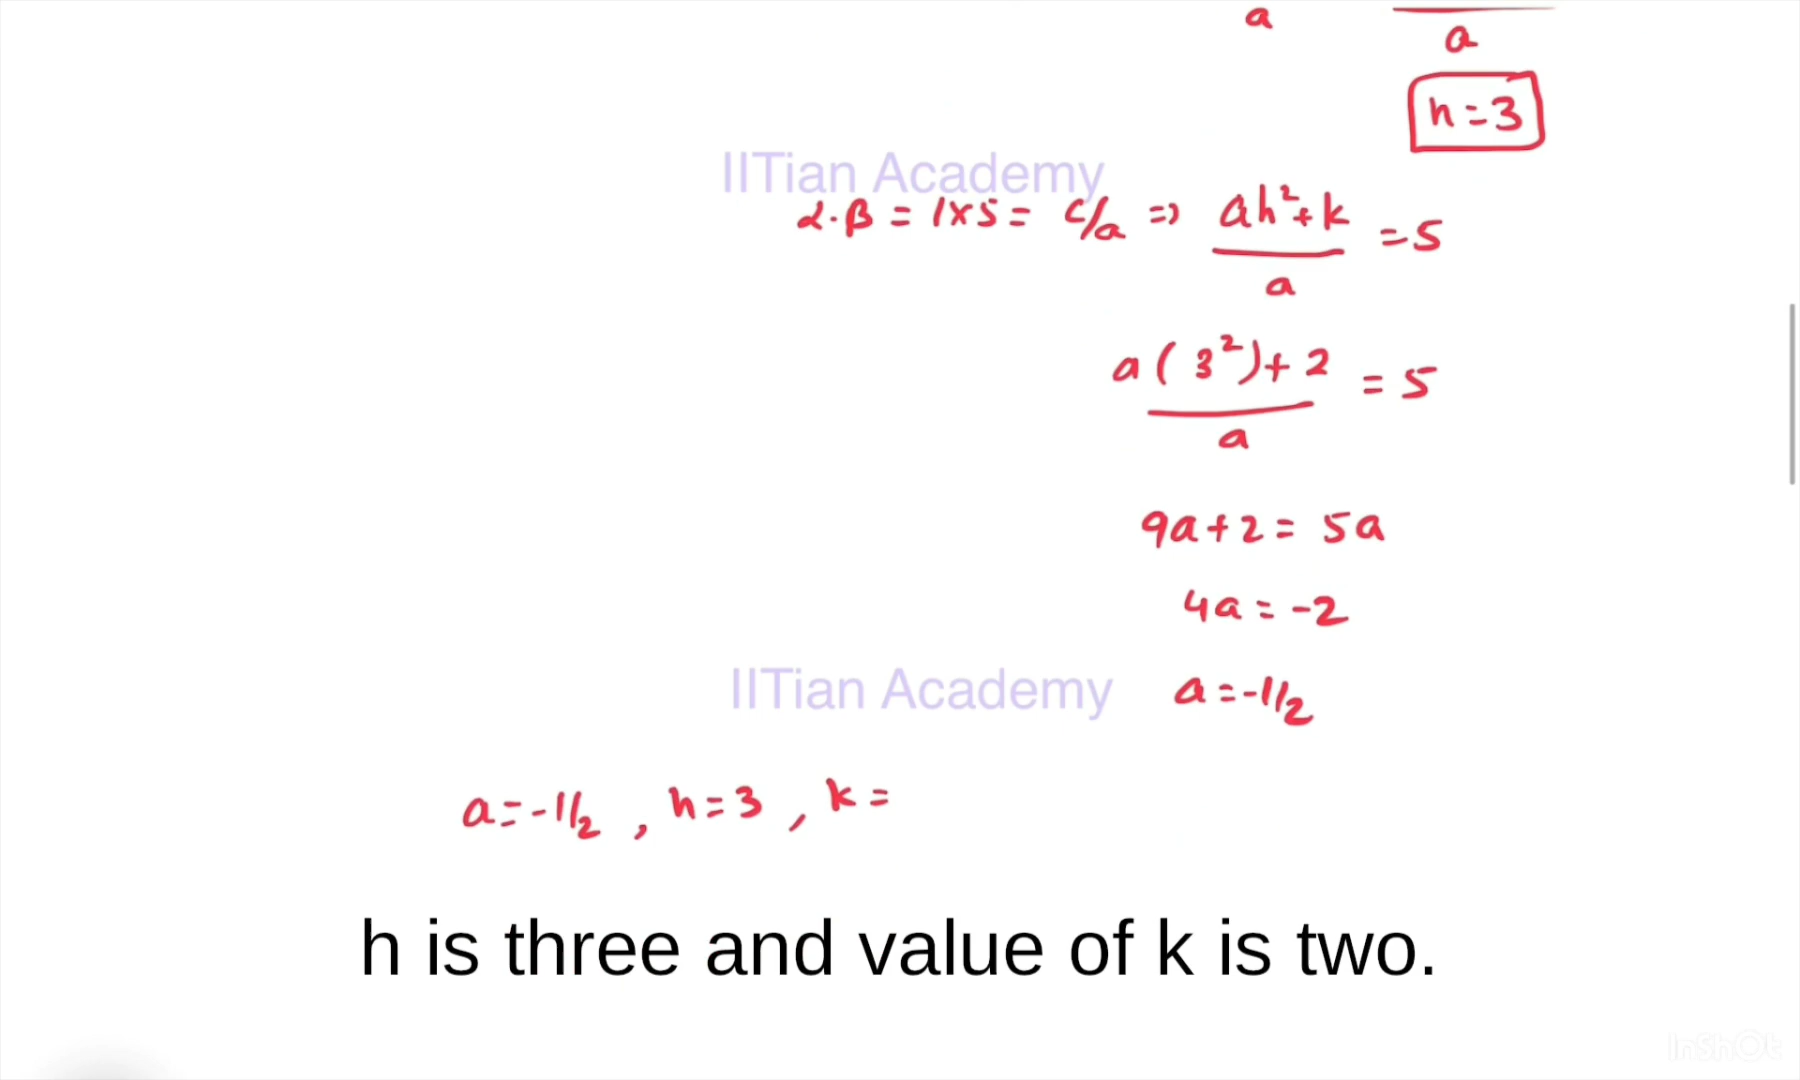 a
a
h=3
IITian Academy
α.β = 1×5 = c/a => ah²+k / a = 5
a(3²)+2 / a = 5
9a+2 = 5a
4a = -2
IITian Academy
a = -1/2
a = -1/2 , h = 3 , k =
h is three and value of k is two.
InShOt